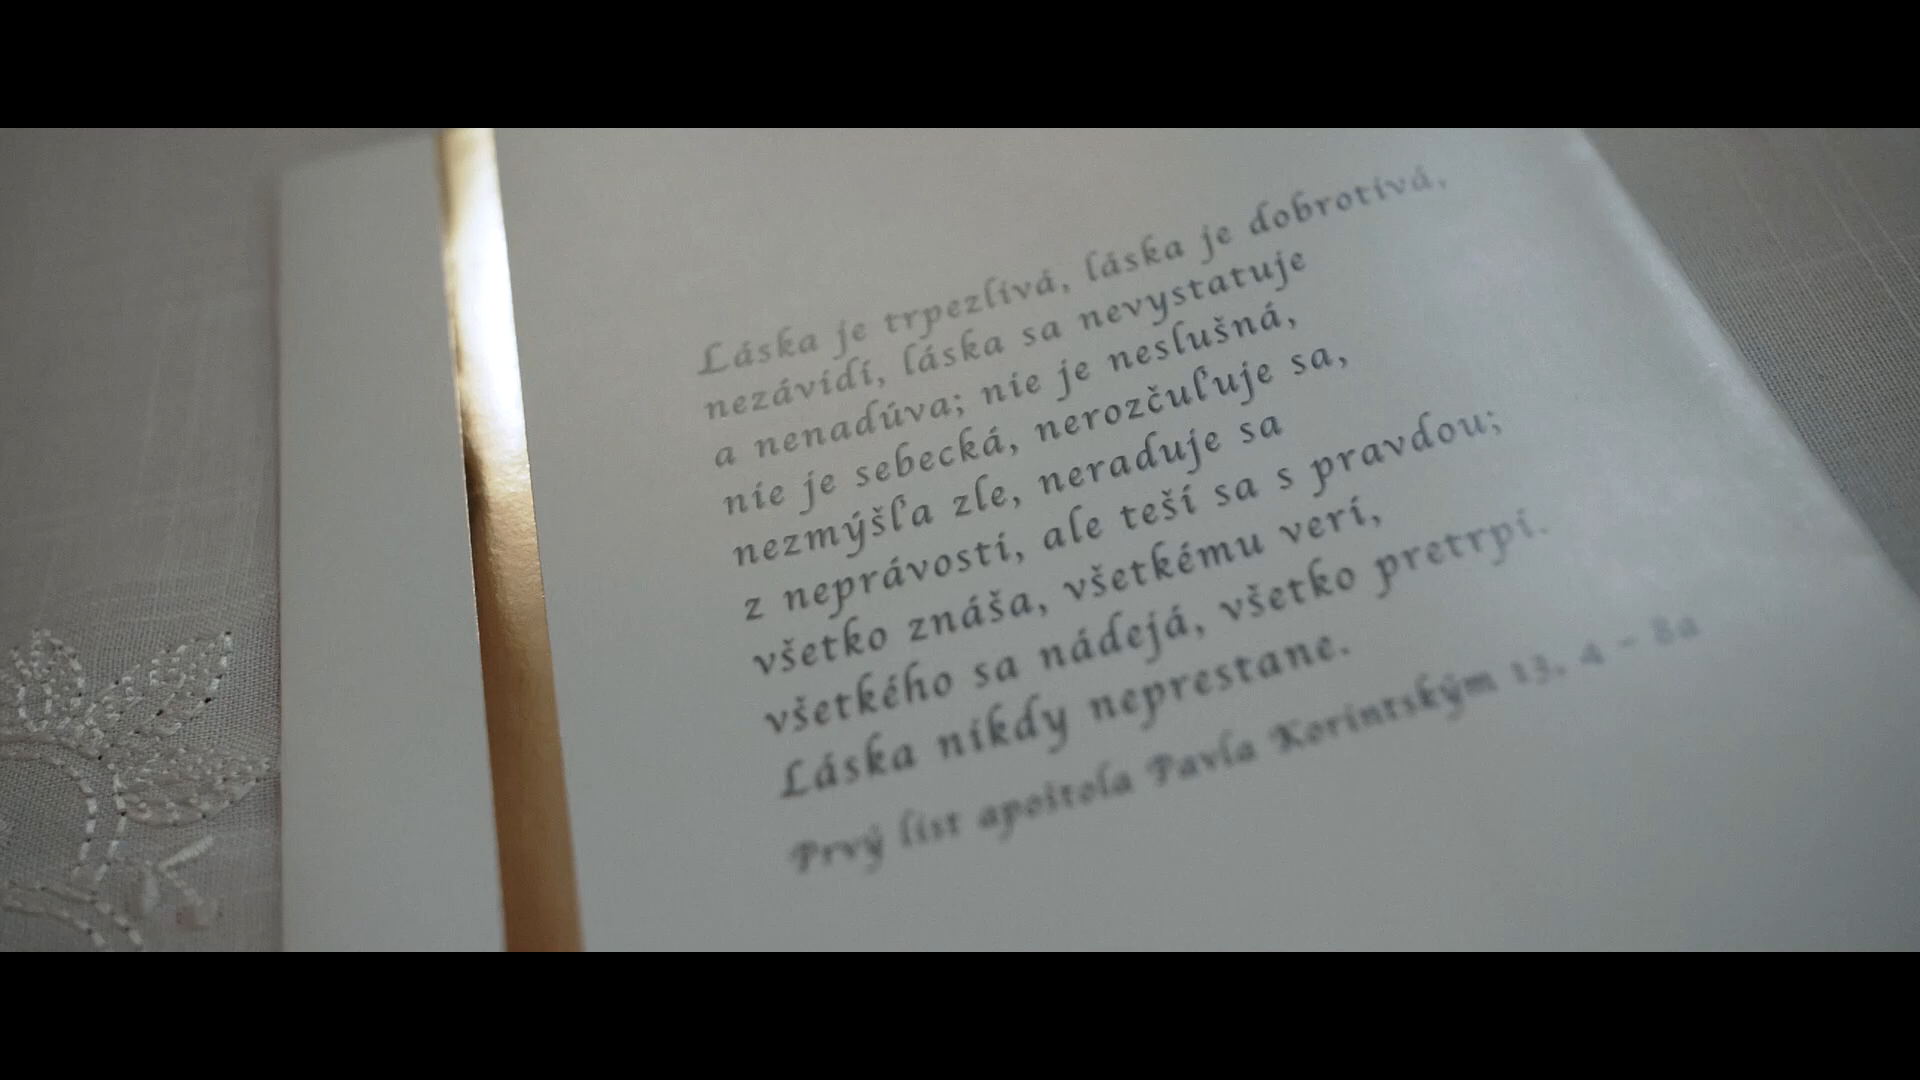 Láska je trpezlivá, láska je dobrotivá,
nezávidí, láska sa nevystatuje
a nenadúva; nie je neslušná,
nie je sebecká, nerozčuľuje sa,
nezmýšľa zle, neraduje sa
z neprávosti, ale teší sa s pravdou;
všetko znáša, všetkému verí,
všetkého sa nádejá, všetko pretrpí.
Láska nikdy neprestane.
Prvý list apoštola Pavla Korintským 13, 4 - 8a